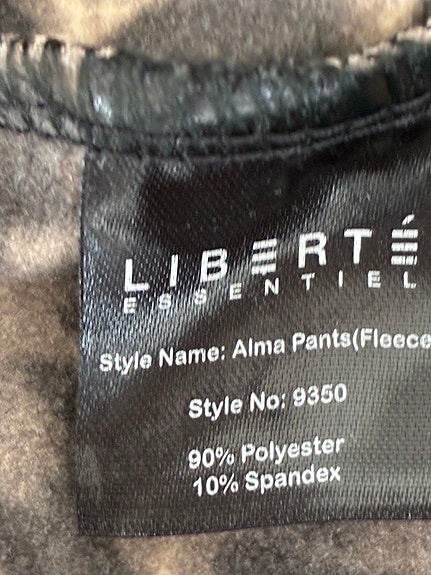 LIBERTÉ
ESSENTIEL
Style Name: Alma Pants(Fleece
Style No: 9350
90% Polyester
10% Spandex